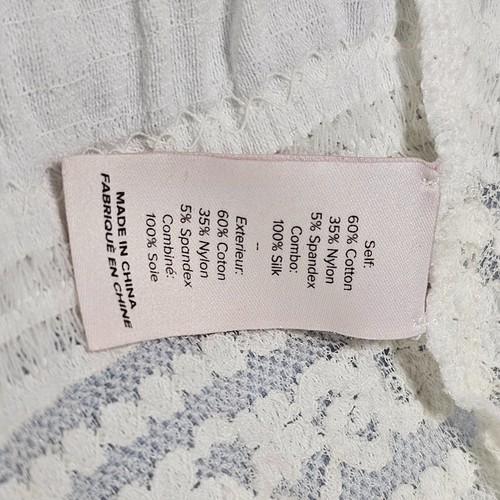 Self:
60% Cotton
35% Nylon
5% Spandex
Combo:
100% Silk
--
Exterieur:
60% Coton
35% Nylon
5% Spandex
Combiné:
100% Soie
MADE IN CHINA
FABRIQUÉ EN CHINE